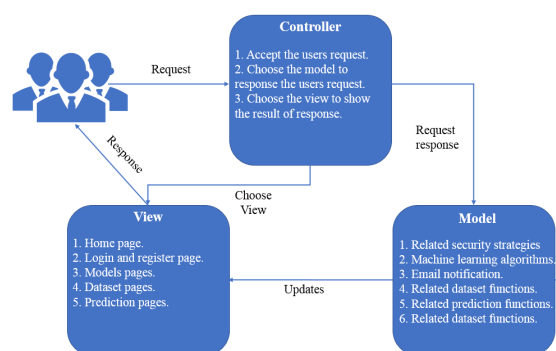 Controller
1. Accept the users request.
2. Choose the model to
response the users request.
3. Choose the view to show
the result of response.
Request
Response
Request
response
Choose
View
View
1. Home page.
2. Login and register page.
3. Models pages.
4. Dataset pages.
5. Prediction pages.
Updates
Model
1. Related security strategies
2. Machine learning algorithms.
3. Email notification.
4. Related dataset functions.
5. Related prediction functions.
6. Related dataset functions.